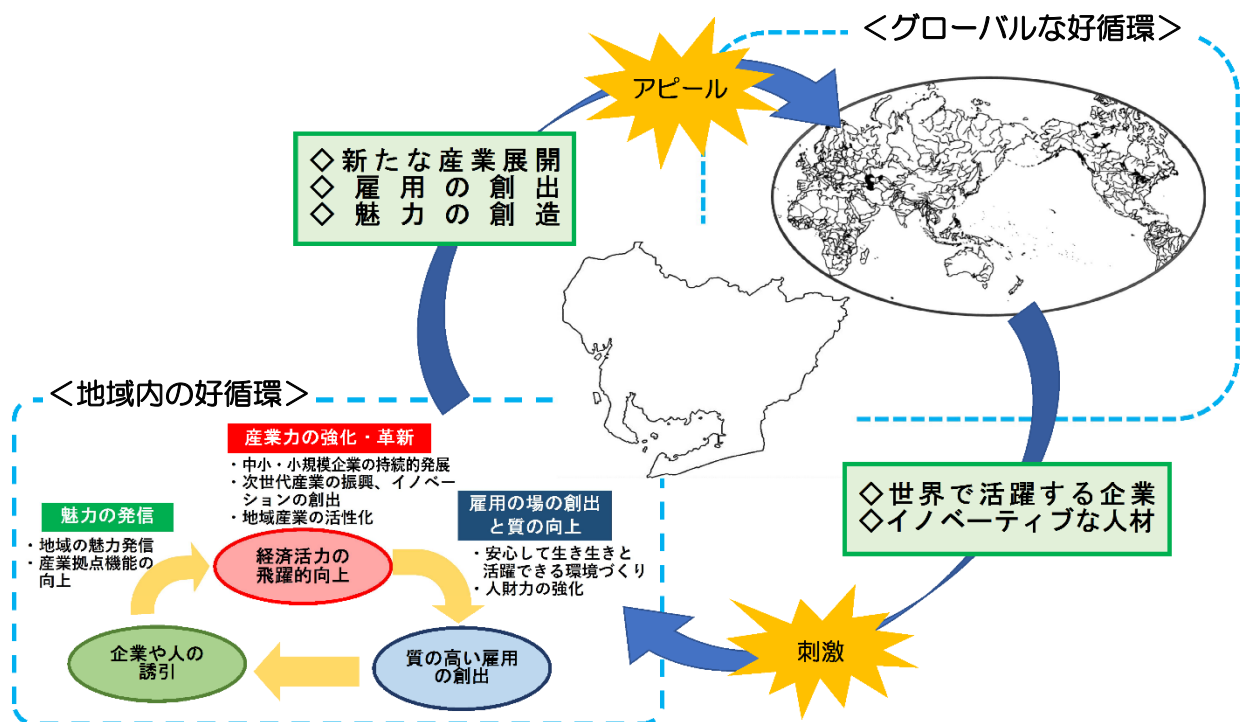 ＜グローバルな好循環＞
アピール
◇新たな産業展開
◇雇用の創出
◇魅力の創造
＜地域内の好循環＞
産業力の強化・革新
・中小・小規模企業の持続的発展
・次世代産業の振興、イノベー
ションの創出
・地域産業の活性化
雇用の場の創出
と質の向上
・安心して生き生きと
活躍できる環境づくり
・人財力の強化
魅力の発信
・地域の魅力発信
・産業拠点機能の
向上
経済活力の
飛躍的向上
企業や人の
誘引
質の高い雇用
の創出
◇世界で活躍する企業
◇イノベーティブな人材
刺激